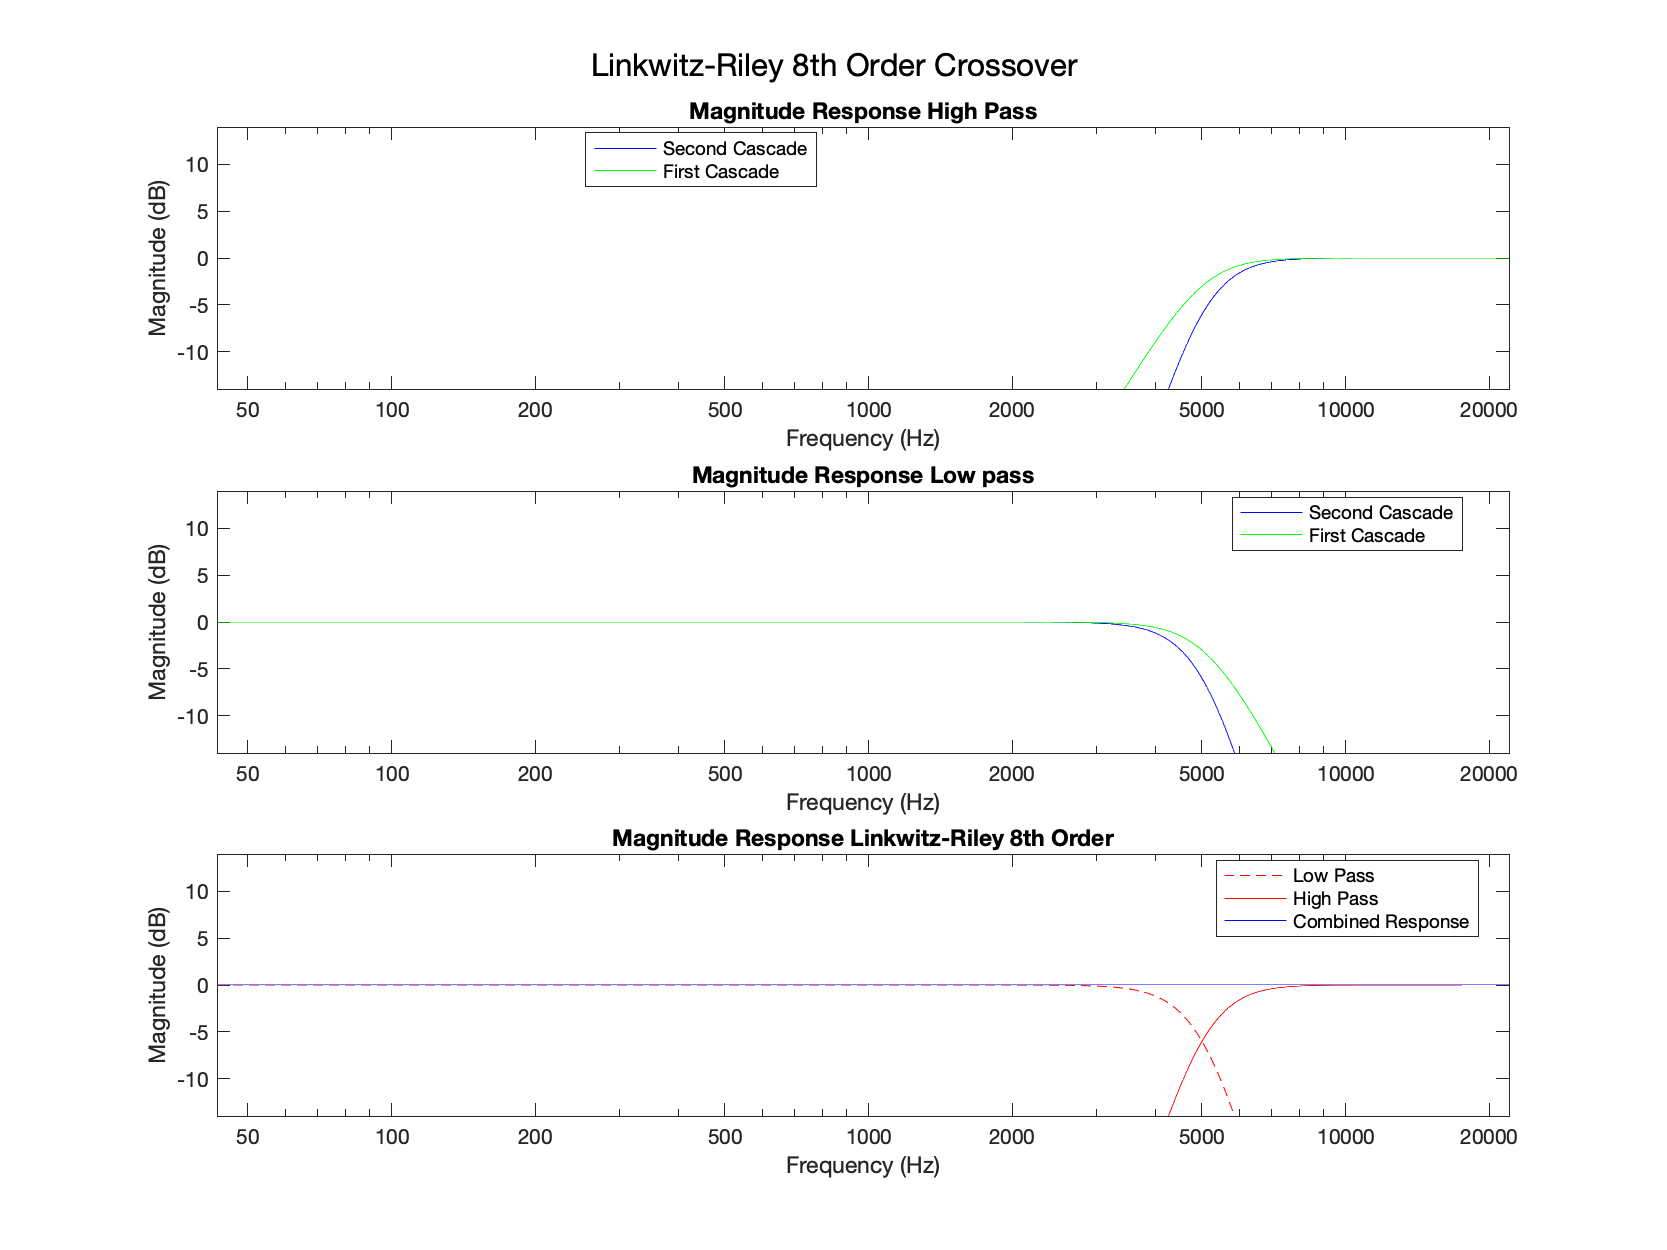 Linkwitz-Riley 8th Order Crossover
Magnitude Response High Pass
Second Cascade
First Cascade
10
5
0
-5
-10
Magnitude (dB)
50 100 200 500 1000 2000 5000 10000 20000
Frequency (Hz)
Magnitude Response Low pass
Second Cascade
First Cascade
10
5
0
-5
-10
Magnitude (dB)
50 100 200 500 1000 2000 5000 10000 20000
Frequency (Hz)
Magnitude Response Linkwitz-Riley 8th Order
Low Pass
High Pass
Combined Response
10
5
0
-5
-10
Magnitude (dB)
50 100 200 500 1000 2000 5000 10000 20000
Frequency (Hz)